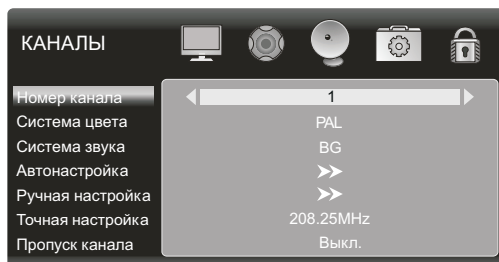 КАНАЛЫ
Номер канала 1
Система цвета PAL
Система звука BG
Автонастройка
Ручная настройка
Точная настройка 208.25MHz
Пропуск канала Выкл.